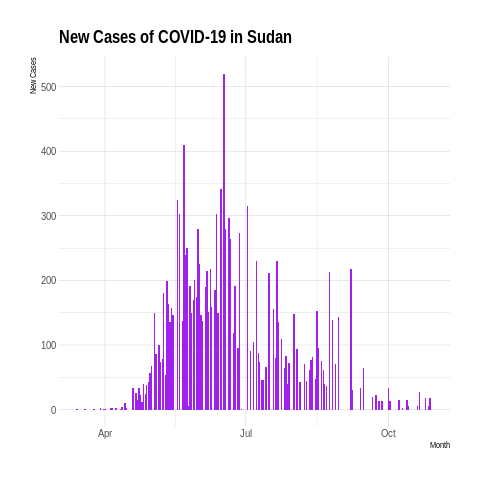 New Cases of COVID-19 in Sudan
New Cases
500
400
300
200
100
0
Apr
Jul
Oct
Month